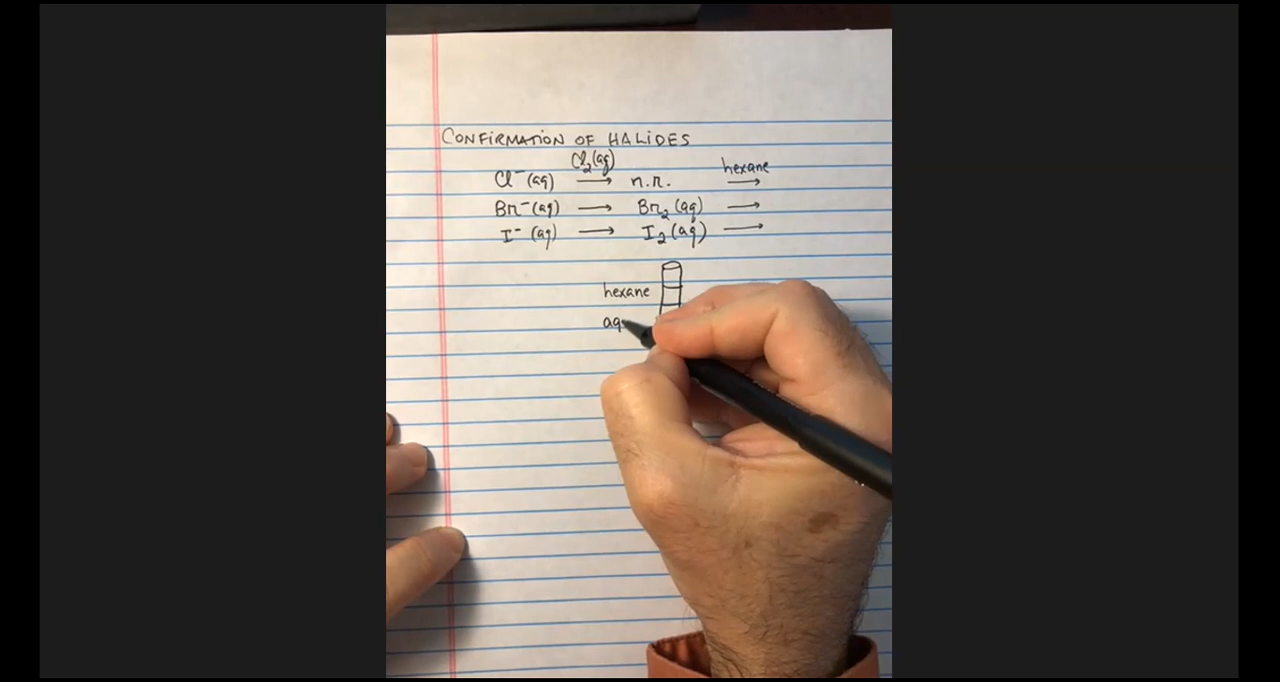 CONFIRMATION OF HALIDES
Cl₂(aq)
Cl⁻(aq) → n.r. hexane →
Br⁻(aq) → Br₂(aq) →
I⁻(aq) → I₂(aq) →
hexane
aq